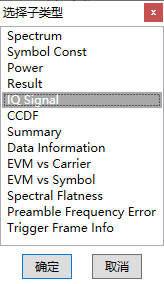 选择子类型
Spectrum
Symbol Const
Power
Result
IQ Signal
CCDF
Summary
Data Information
EVM vs Carrier
EVM vs Symbol
Spectral Flatness
Preamble Frequency Error
Trigger Frame Info
确定 取消